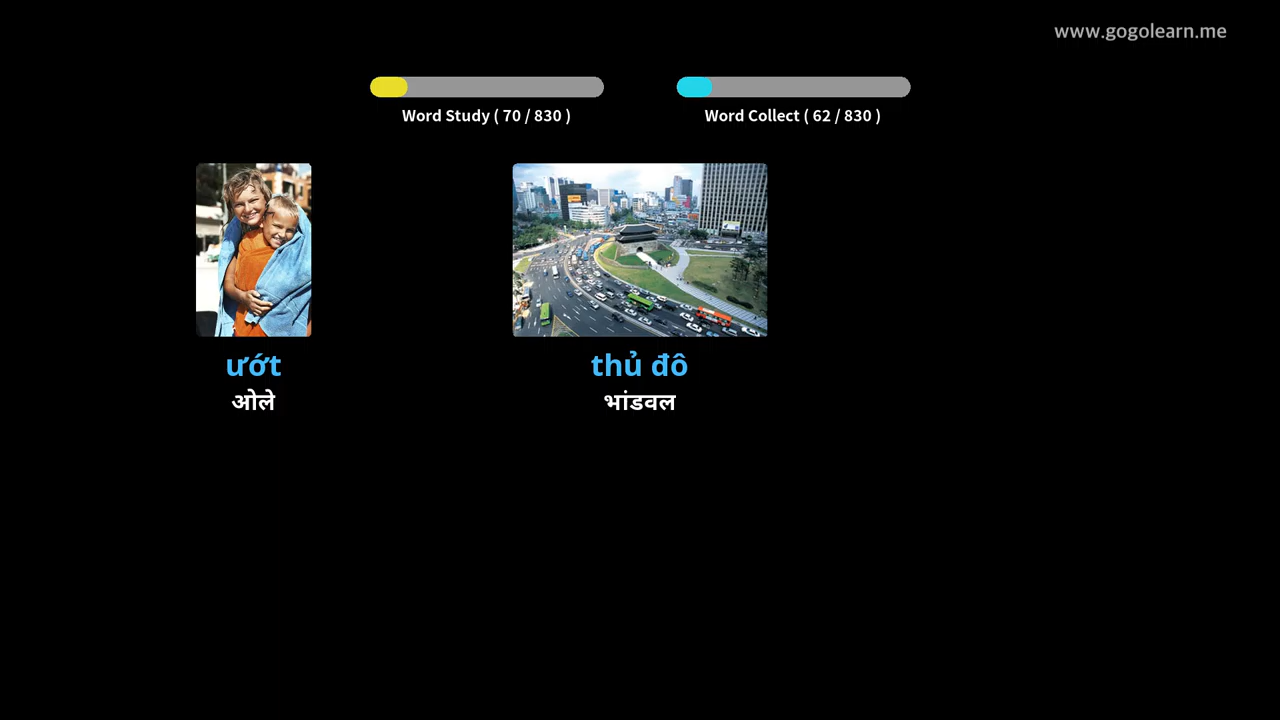 www.gogolearn.me
Word Study ( 70 / 830 )
Word Collect ( 62 / 830 )
ướt
ओले
thủ đô
भांडवल